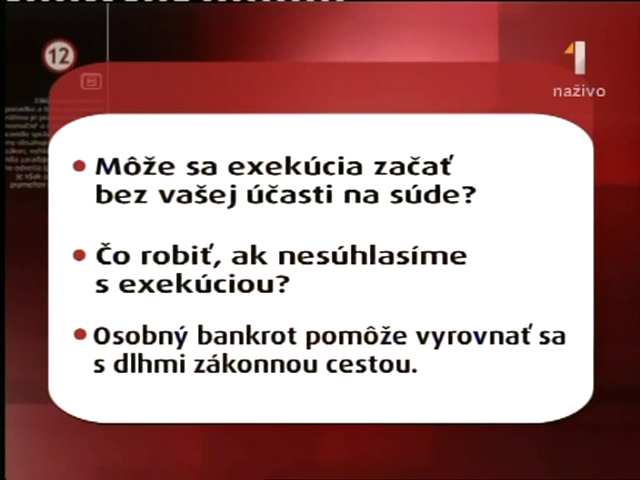 12
1
naživo
Môže sa exekúcia začať
bez vašej účasti na súde?
Čo robiť, ak nesúhlasíme
s exekúciou?
Osobný bankrot pomôže vyrovnať sa
s dlhmi zákonnou cestou.